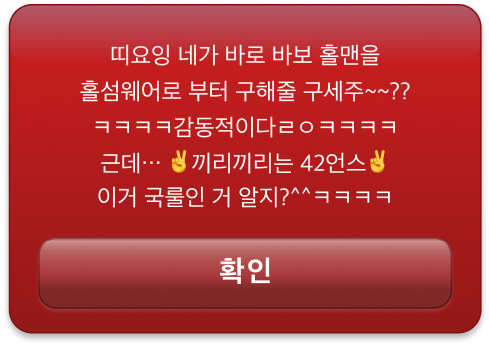 띠요잉 네가 바로 바보 홀맨을
홀섬웨어로 부터 구해줄 구세주~~??
ㅋㅋㅋㅋ감동적이다ㄹㅇㅋㅋㅋㅋ
근데… ✌️끼리끼리는 42언스✌️
이거 국룰인 거 알지?^^ㅋㅋㅋㅋ
확인